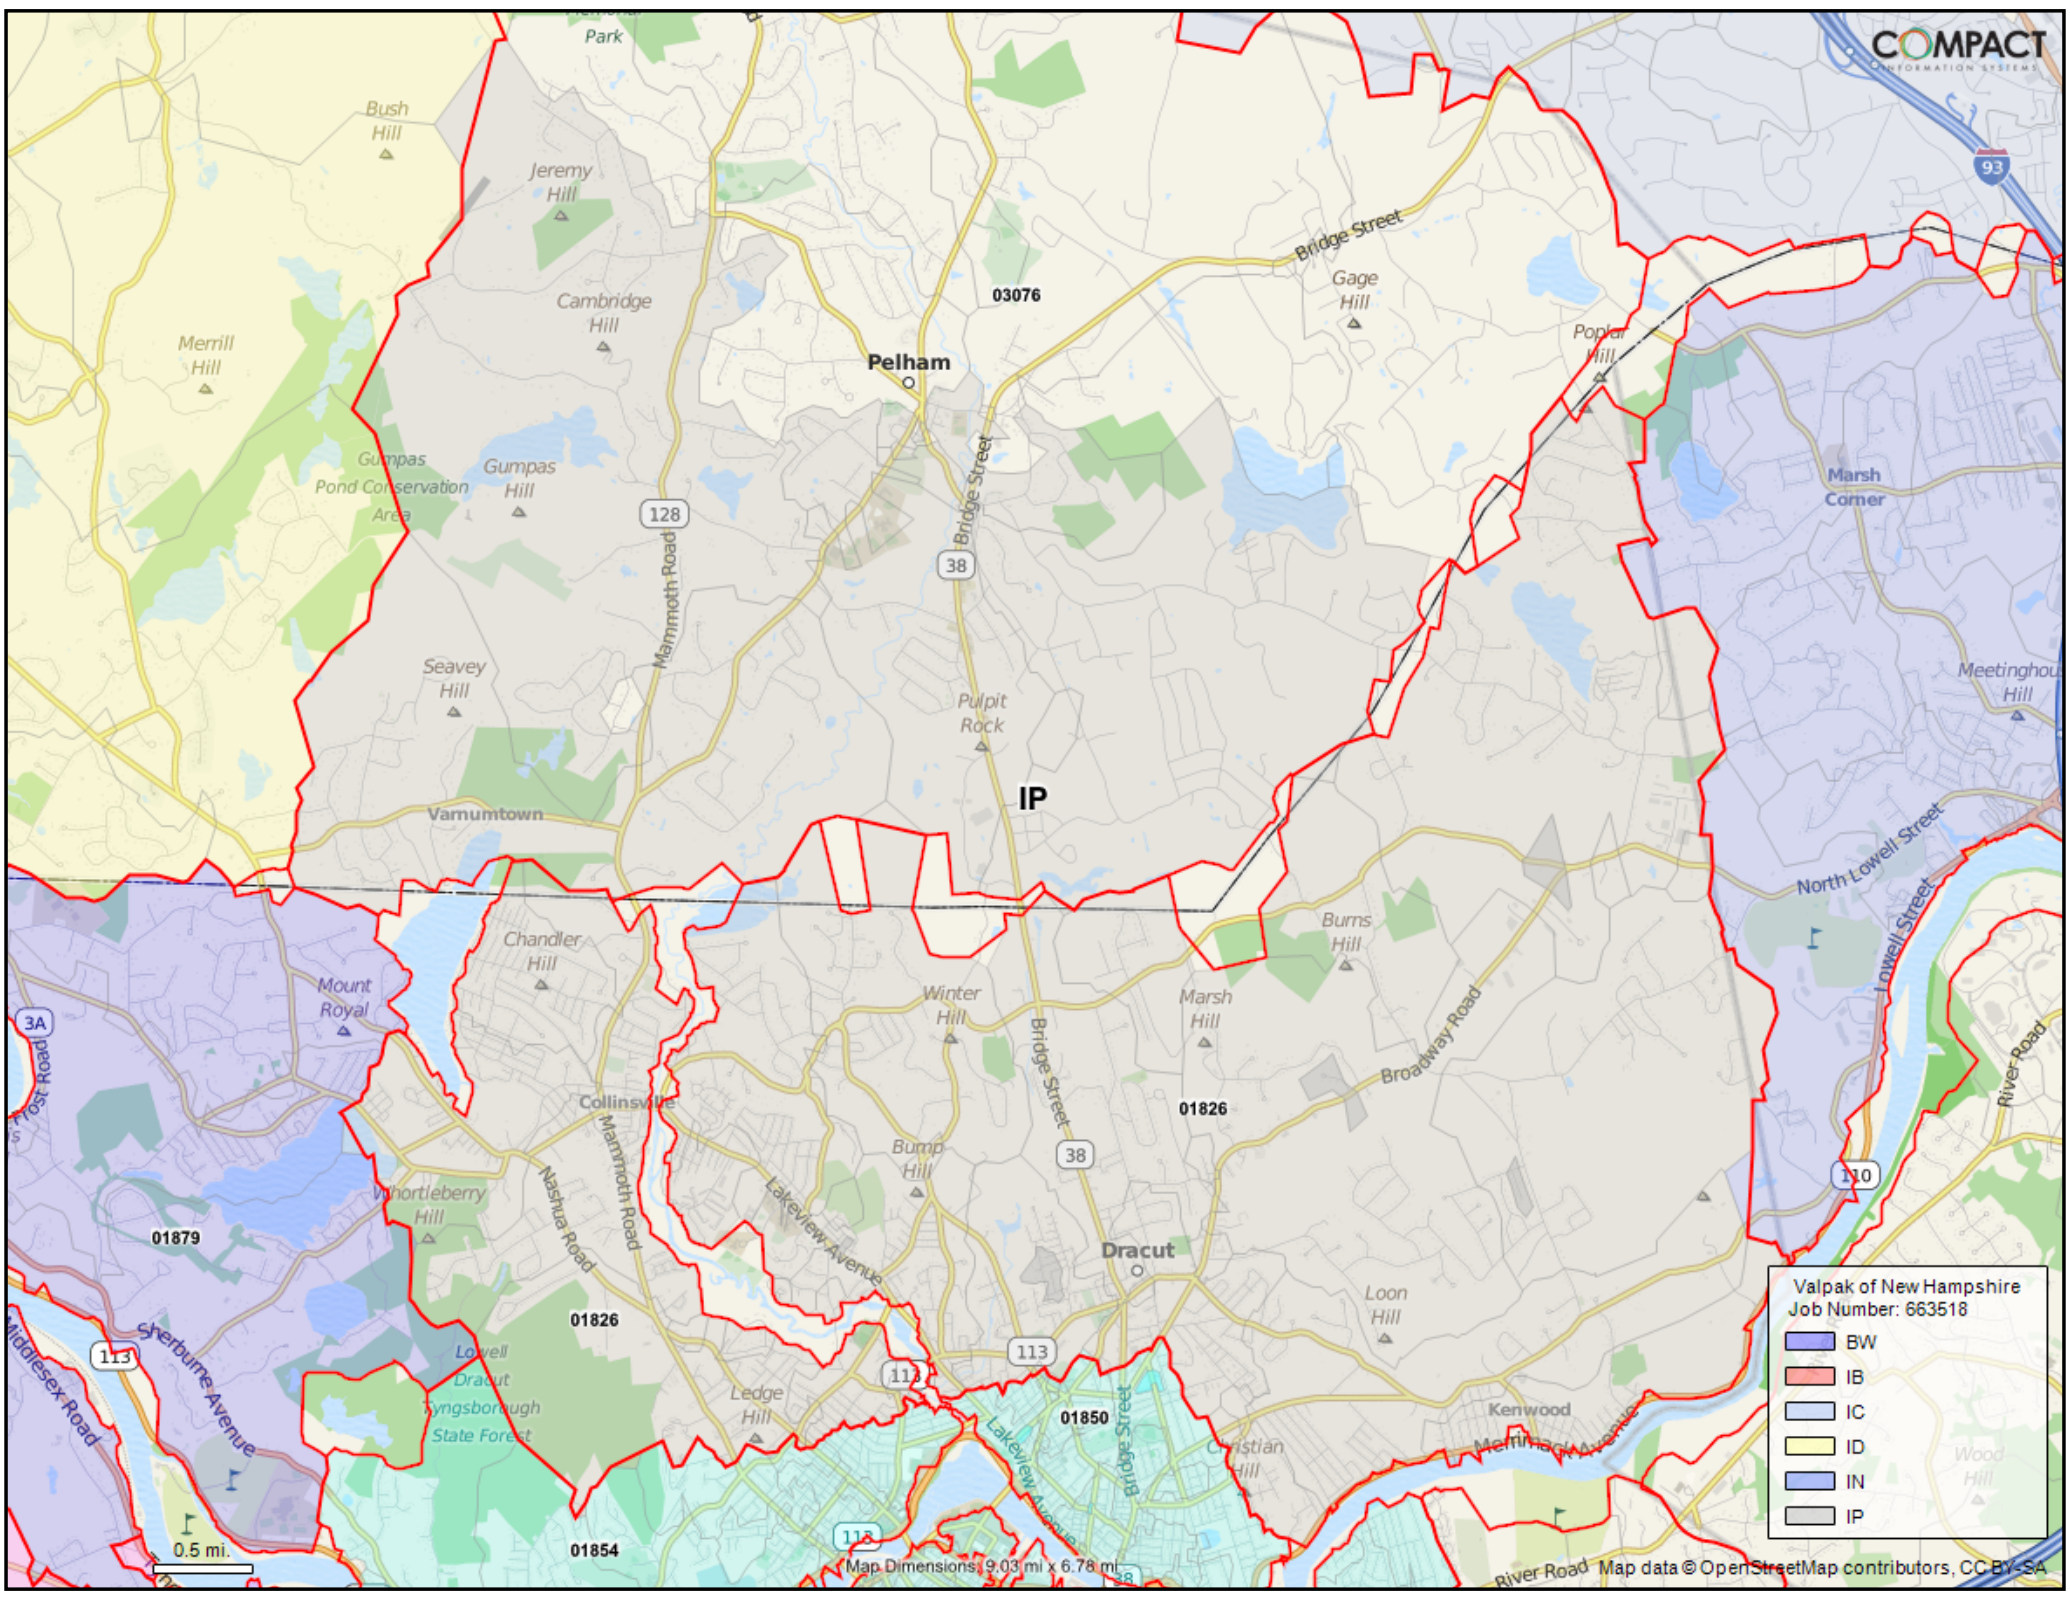 Park
COMPACT
INFORMATION SYSTEMS
Bush
Hill
93
Jeremy
Hill
Bridge Street
Gage
Hill
03076
Cambridge
Hill
Poplar
Hill
Merrill
Hill
Pelham
Gumpas
Pond Conservation
Area
Gumpas
Hill
Bridge Street
Marsh
Corner
128
38
Mammoth Road
Seavey
Hill
Meetinghou
Hill
Pulpit
Rock
IP
Varnumtown
North Lowell Street
Lowell Street
Chandler
Hill
Burns
Hill
Mount
Royal
Winter
Hill
Marsh
Hill
3A
Frost Road
Bridge Street
Broadway Road
River Road
Collinsville
01826
Mammoth Road
Bump
Hill
38
110
Whortleberry
Hill
Nashua Road
Lakeview Avenue
01879
Dracut
Loon
Hill
01826
Valpak of New Hampshire
Job Number: 663518
BW
IB
IC
ID
IN
IP
Middlesex Road
113
Sherburne Avenue
Lowell
Dracut
Tyngsborough
State Forest
113
113
Ledge
Hill
01850
Bridge Street
Lakeview Avenue
Kenwood
Merrimack Avenue
Christian
Hill
Wood
Hill
01854
113
38
0.5 mi.
Map Dimensions: 9.03 mi x 6.78 mi
River Road
Map data © OpenStreetMap contributors, CC BY-SA